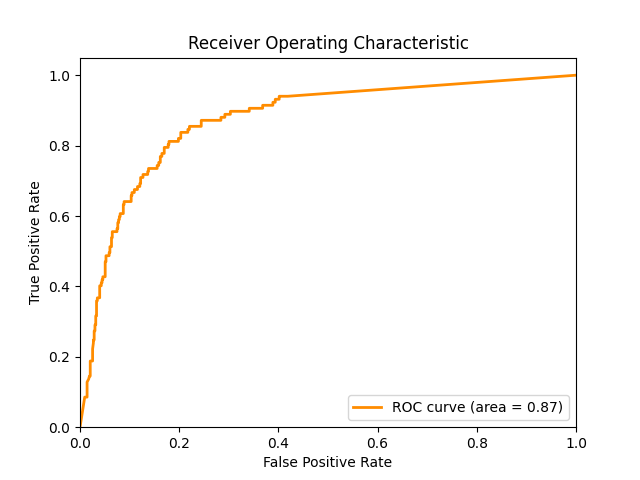 Receiver Operating Characteristic
True Positive Rate
1.0
0.8
0.6
0.4
0.2
0.0
ROC curve (area = 0.87)
0.0 0.2 0.4 0.6 0.8 1.0
False Positive Rate